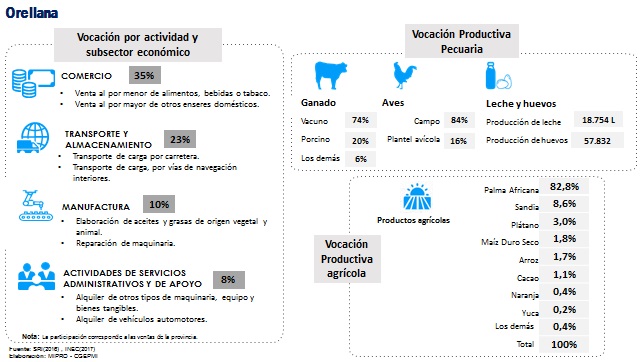 Orellana
Vocación por actividad y
subsector económico
COMERCIO 35%
• Venta al por menor de alimentos, bebidas o tabaco.
• Venta al por mayor de otros enseres domésticos.
TRANSPORTE Y
ALMACENAMIENTO 23%
• Transporte de carga por carretera.
• Transporte de carga, por vías de navegación
interiores.
MANUFACTURA 10%
• Elaboración de aceites y grasas de origen vegetal y
animal.
• Reparación de maquinaria.
ACTIVIDADES DE SERVICIOS
ADMINISTRATIVOS Y DE APOYO 8%
• Alquiler de otros tipos de maquinaria, equipo y
bienes tangibles.
• Alquiler de vehículos automotores.
Nota: La participación corresponde a las ventas de la provincia.
Fuente: SRI(2016) , INEC(2017)
Elaboración: MIPRO - CGEPMI
Vocación Productiva
Pecuaria
Ganado
Vacuno 74%
Porcino 20%
Los demás 6%
Aves
Campo 84%
Plantel avícola 16%
Leche y huevos
Producción de leche 18.754 L
Producción de huevos 57.832
Vocación
Productiva
agrícola
Productos agrícolas
Palma Africana 82,8%
Sandia 8,6%
Plátano 3,0%
Maíz Duro Seco 1,8%
Arroz 1,7%
Cacao 1,1%
Naranja 0,4%
Yuca 0,2%
Los demás 0,4%
Total 100%